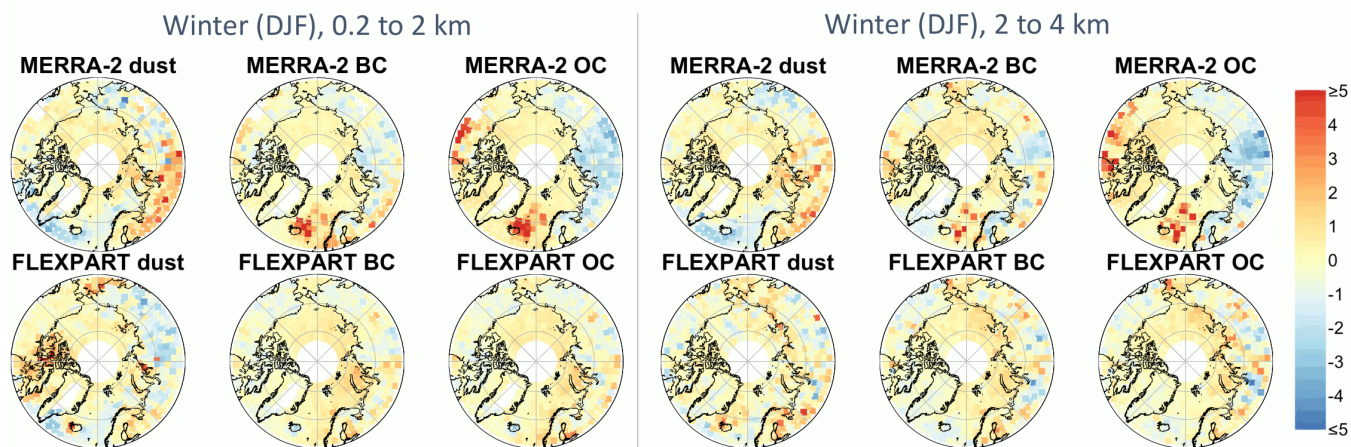 Winter (DJF), 0.2 to 2 km
Winter (DJF), 2 to 4 km
MERRA-2 dust MERRA-2 BC MERRA-2 OC MERRA-2 dust MERRA-2 BC MERRA-2 OC
FLEXPART dust FLEXPART BC FLEXPART OC FLEXPART dust FLEXPART BC FLEXPART OC
≥5
4
3
2
1
0
-1
-2
-3
-4
≤5